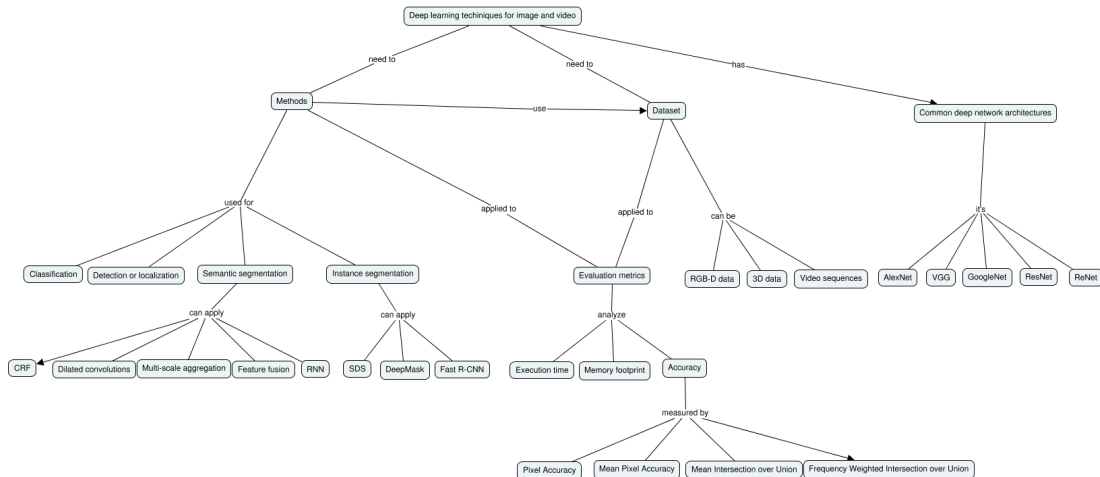 Deep learning techiniques for image and video
need to
need to
has
Methods
use
Dataset
Common deep network architectures
used for
applied to
applied to
can be
it's
Classification
Detection or localization
Semantic segmentation
Instance segmentation
Evaluation metrics
RGB-D data
3D data
Video sequences
AlexNet
VGG
GoogleNet
ResNet
ReNet
can apply
can apply
analyze
CRF
Dilated convolutions
Multi-scale aggregation
Feature fusion
RNN
SDS
DeepMask
Fast R-CNN
Execution time
Memory footprint
Accuracy
measured by
Pixel Accuracy
Mean Pixel Accuracy
Mean Intersection over Union
Frequency Weighted Intersection over Union